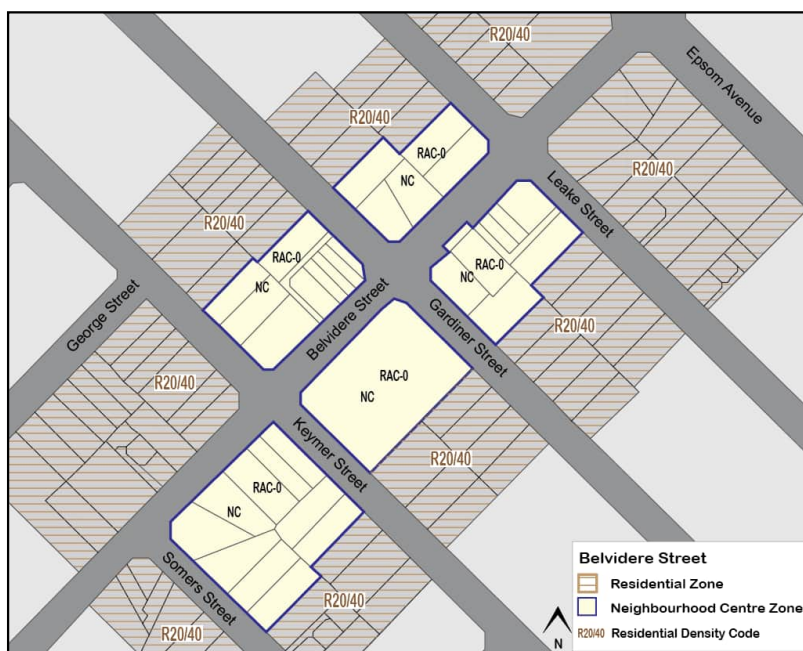 R20/40
Epsom Avenue
R20/40
RAC-0
NC
R20/40
Leake Street
R20/40
RAC-0
NC
RAC-0
NC
Belvidere Street
Gardiner Street
George Street
R20/40
RAC-0
NC
R20/40
Keymer Street
R20/40
RAC-0
NC
Somers Street
R20/40
R20/40
N
Belvidere Street
Residential Zone
Neighbourhood Centre Zone
R20/40 Residential Density Code